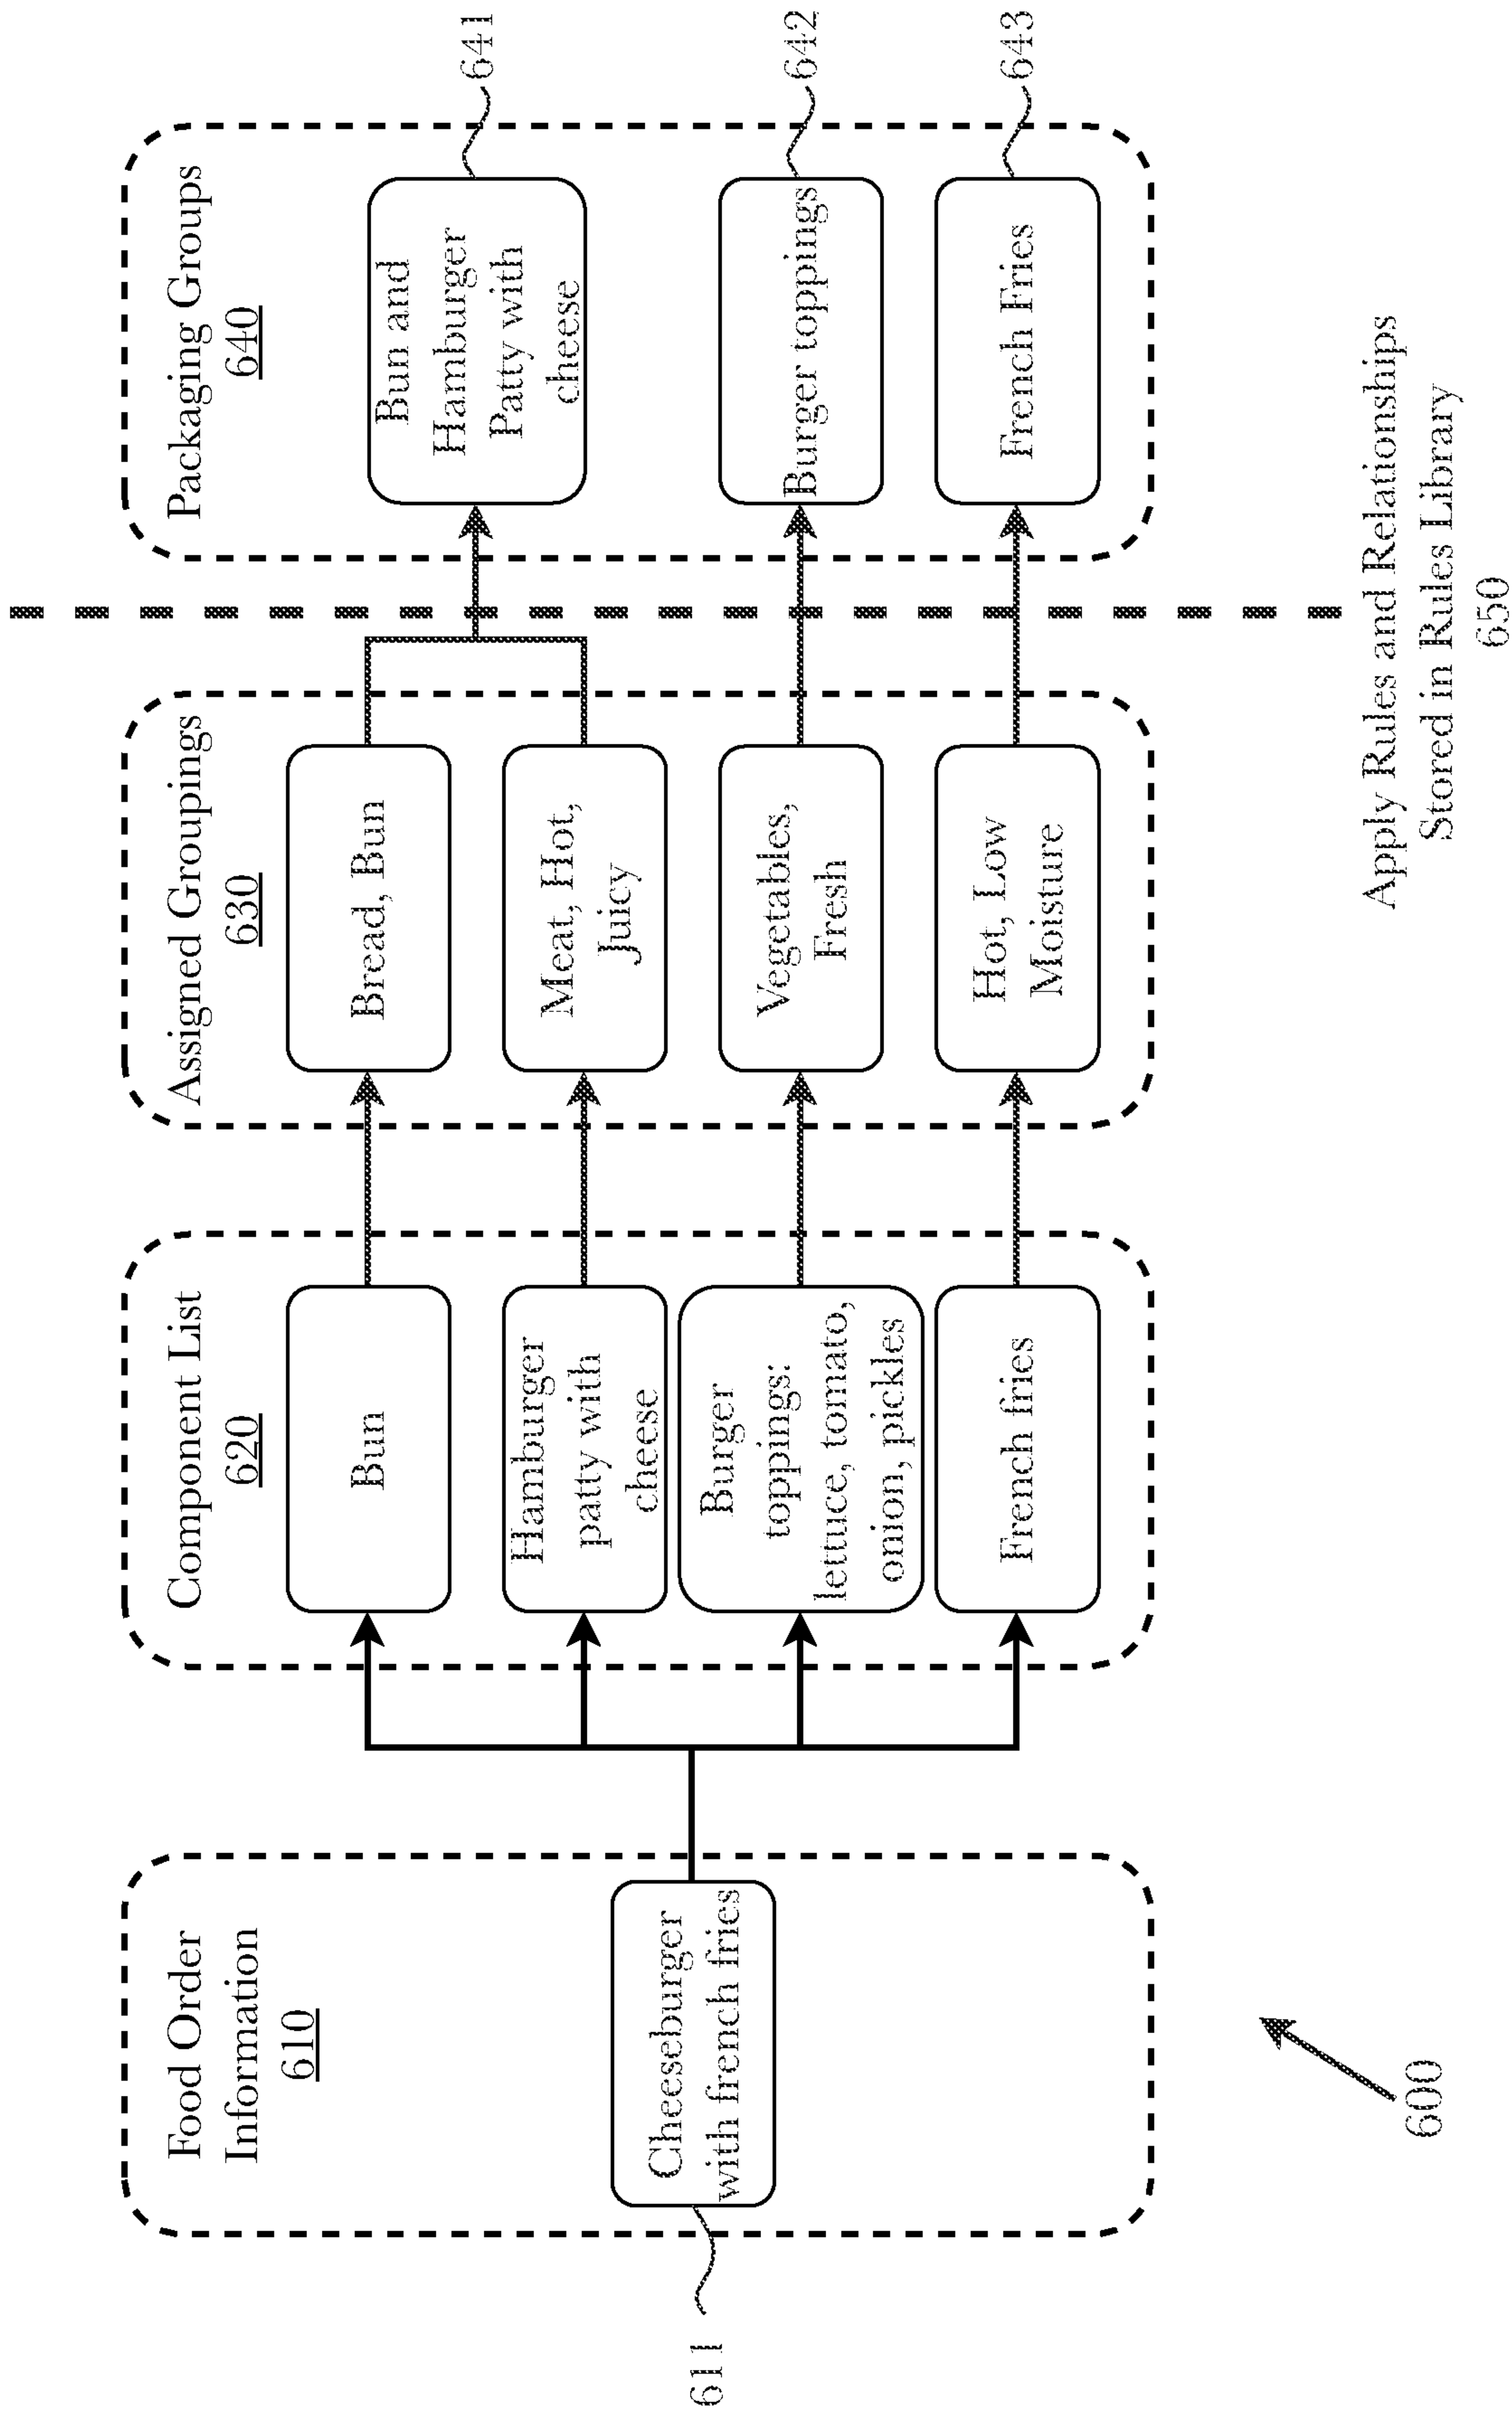 Food Order
Information
610
Cheeseburger
with french fries
611
Component List
620
Bun
Hamburger
patty with
cheese
Burger
toppings:
lettuce, tomato,
onion, pickles
French fries
Assigned Groupings
630
Bread, Bun
Meat, Hot,
Juicy
Vegetables,
Fresh
Hot, Low
Moisture
Packaging Groups
640
Bun and
Hamburger
Patty with
cheese
641
Burger toppings
642
French Fries
643
Apply Rules and Relationships
Stored in Rules Library
650
600